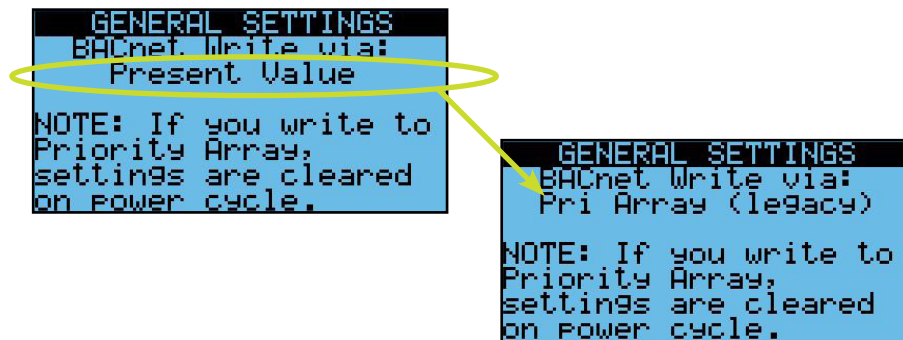 GENERAL SETTINGS
BACnet Write via:
Present Value
NOTE: If you write to
Priority Array,
settings are cleared
on power cycle.
GENERAL SETTINGS
BACnet Write via:
Pri Array (legacy)
NOTE: If you write to
Priority Array,
settings are cleared
on power cycle.